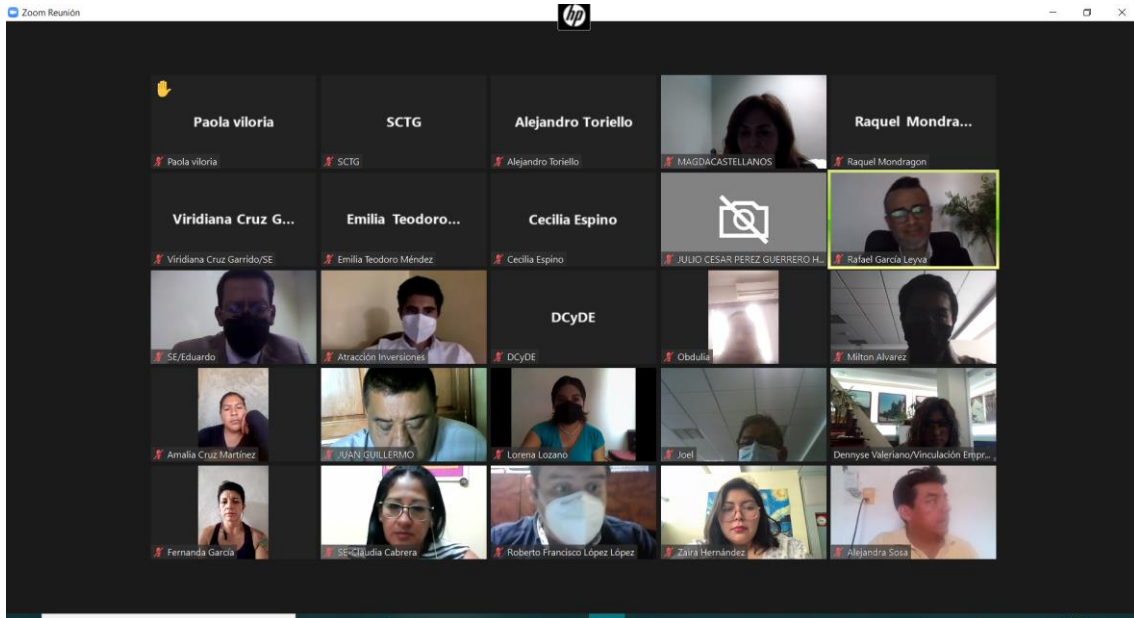 Zoom Reunión
hp
Paola viloria
SCTG
Alejandro Toriello
Raquel Mondra...
Paola viloria
SCTG
Alejandro Toriello
MAGDACASTELLANOS
Raquel Mondragon
Viridiana Cruz G...
Emilia Teodoro...
Cecilia Espino
Viridiana Cruz Garrido/SE
Emilia Teodoro Méndez
Cecilia Espino
JULIO CESAR PEREZ GUERRERO H...
Rafael García Leyva
DCyDE
SE/Eduardo
Atracción Inversiones
DCyDE
Obdulia
Milton Alvarez
Amalia Cruz Martínez
JUAN GUILLERMO
Lorena Lozano
Joel
Dennyse Valeriano/Vinculación Empr...
Fernanda García
SE-Claudia Cabrera
Roberto Francisco López López
Zaira Hernández
Alejandra Sosa